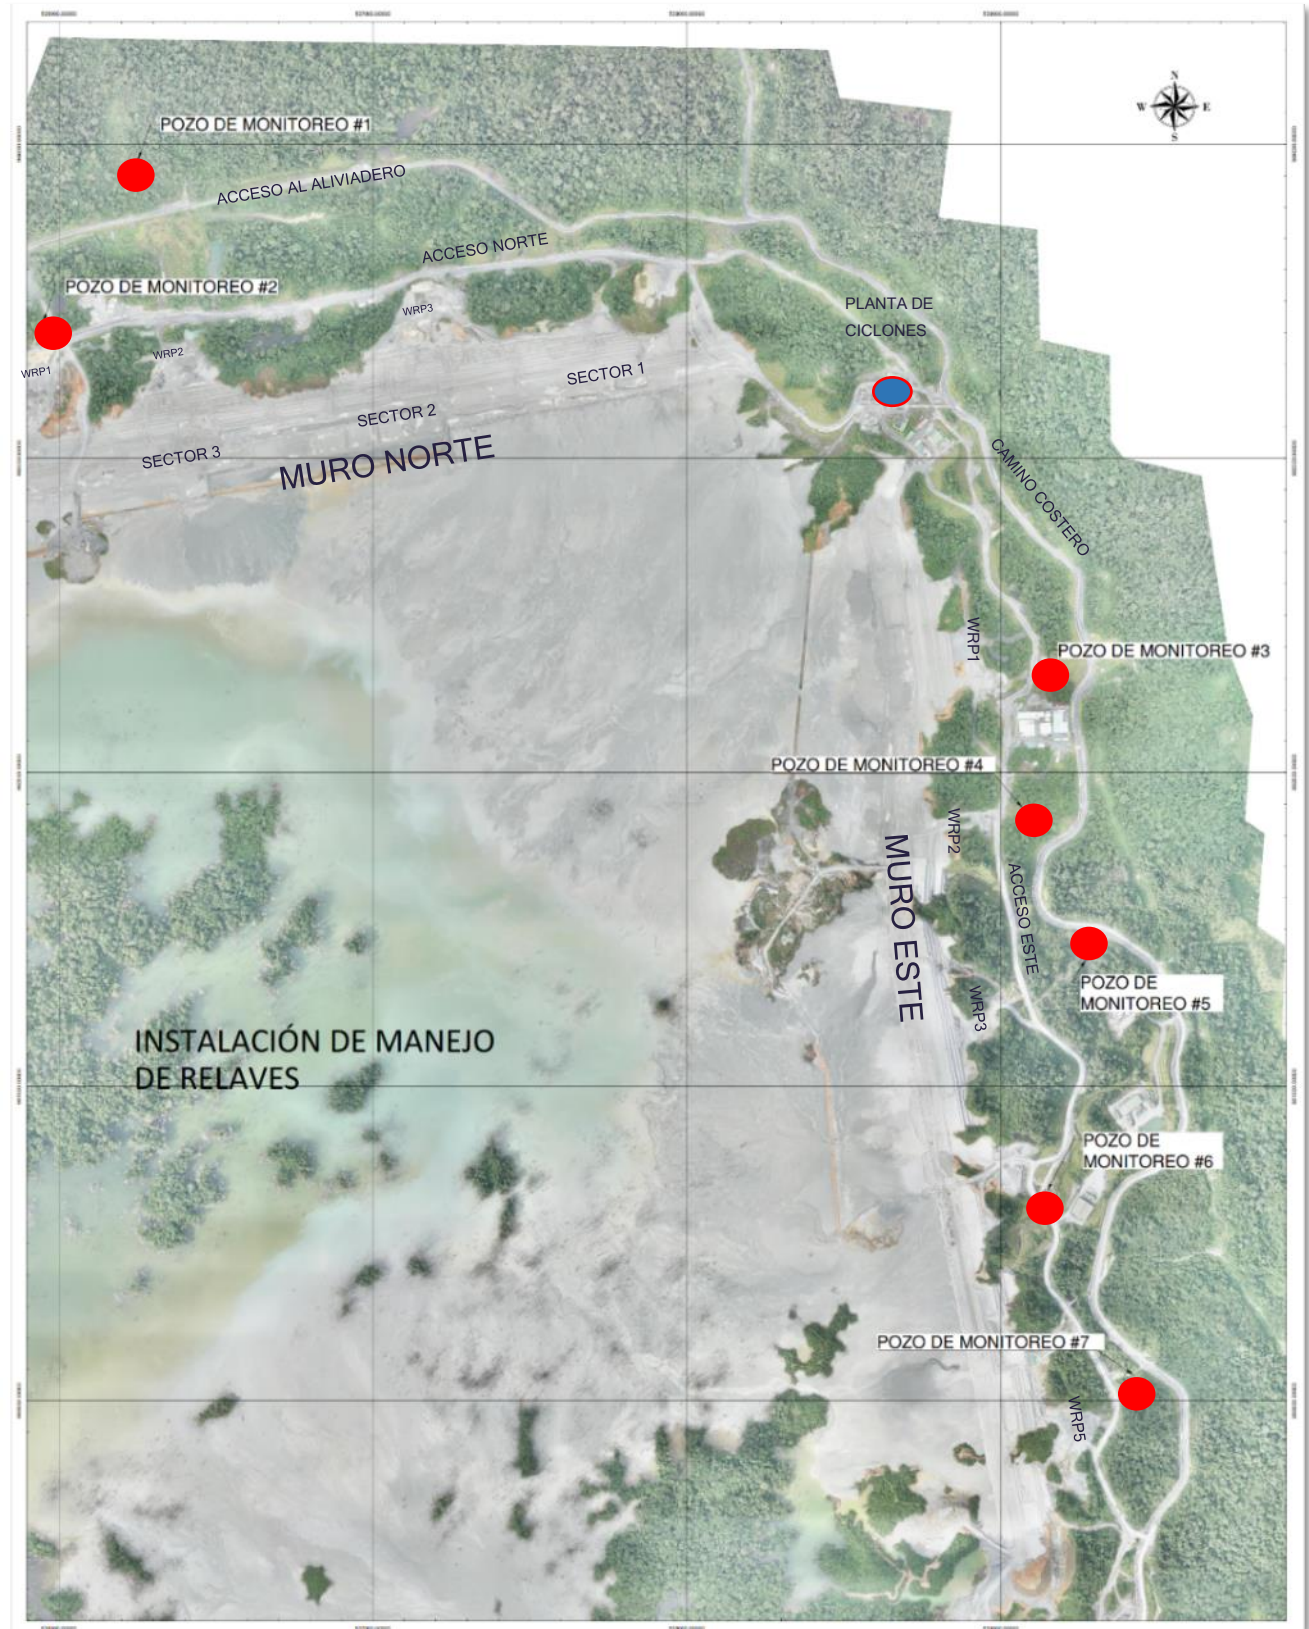 N
W
E
S
POZO DE MONITOREO #1
ACCESO AL ALIVIADERO
ACCESO NORTE
POZO DE MONITOREO #2
WRP3
PLANTA DE
CICLONES
WRP2
WRP1
SECTOR 1
SECTOR 2
SECTOR 3
MURO NORTE
CAMINO COSTERO
WRP1
POZO DE MONITOREO #3
POZO DE MONITOREO #4
WRP2
MURO ESTE
ACCESO ESTE
POZO DE
MONITOREO #5
WRP3
INSTALACIÓN DE MANEJO
DE RELAVES
POZO DE
MONITOREO #6
POZO DE MONITOREO #7
WRP5